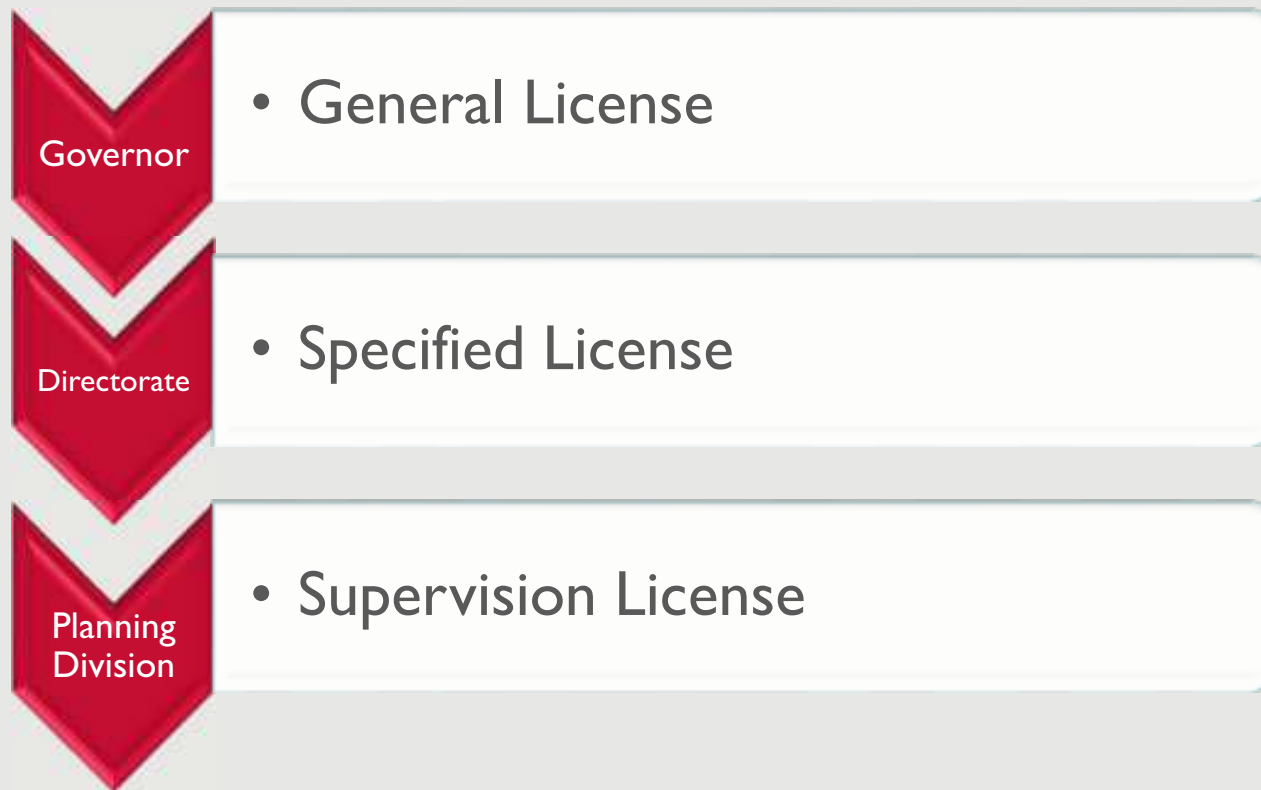 Governor
• General License
Directorate
• Specified License
Planning
Division
• Supervision License